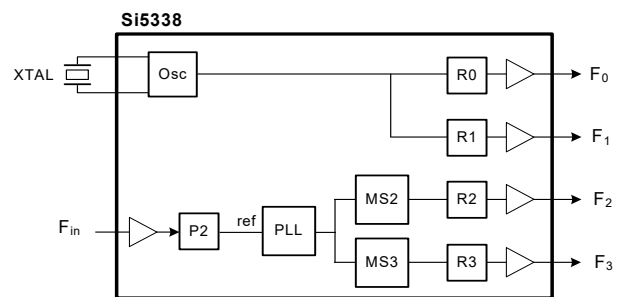 Si5338
XTAL
Osc
R0
F0
R1
F1
MS2
R2
F2
Fin
P2
ref
PLL
MS3
R3
F3